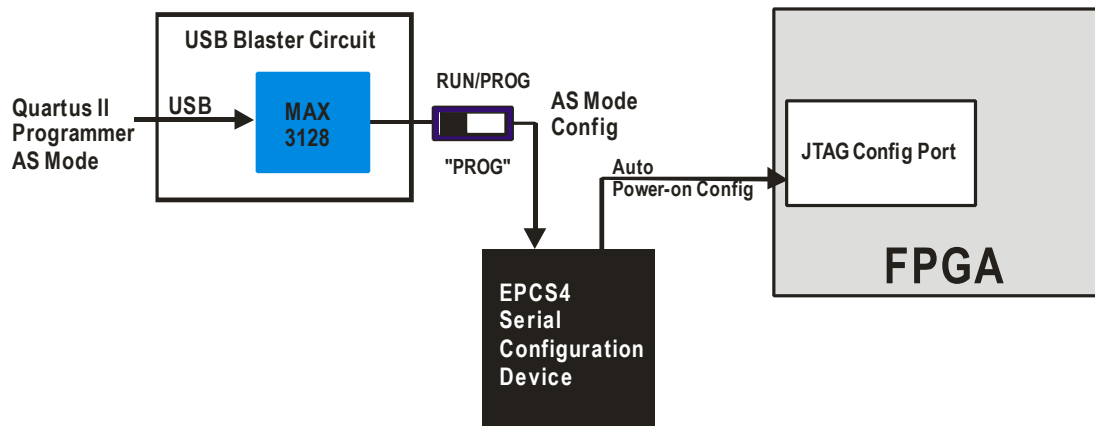 USB Blaster Circuit
Quartus II
Programmer
AS Mode
USB
MAX
3128
RUN/PROG
"PROG"
AS Mode
Config
Auto
Power-on Config
EPCS4
Serial
Configuration
Device
JTAG Config Port
FPGA